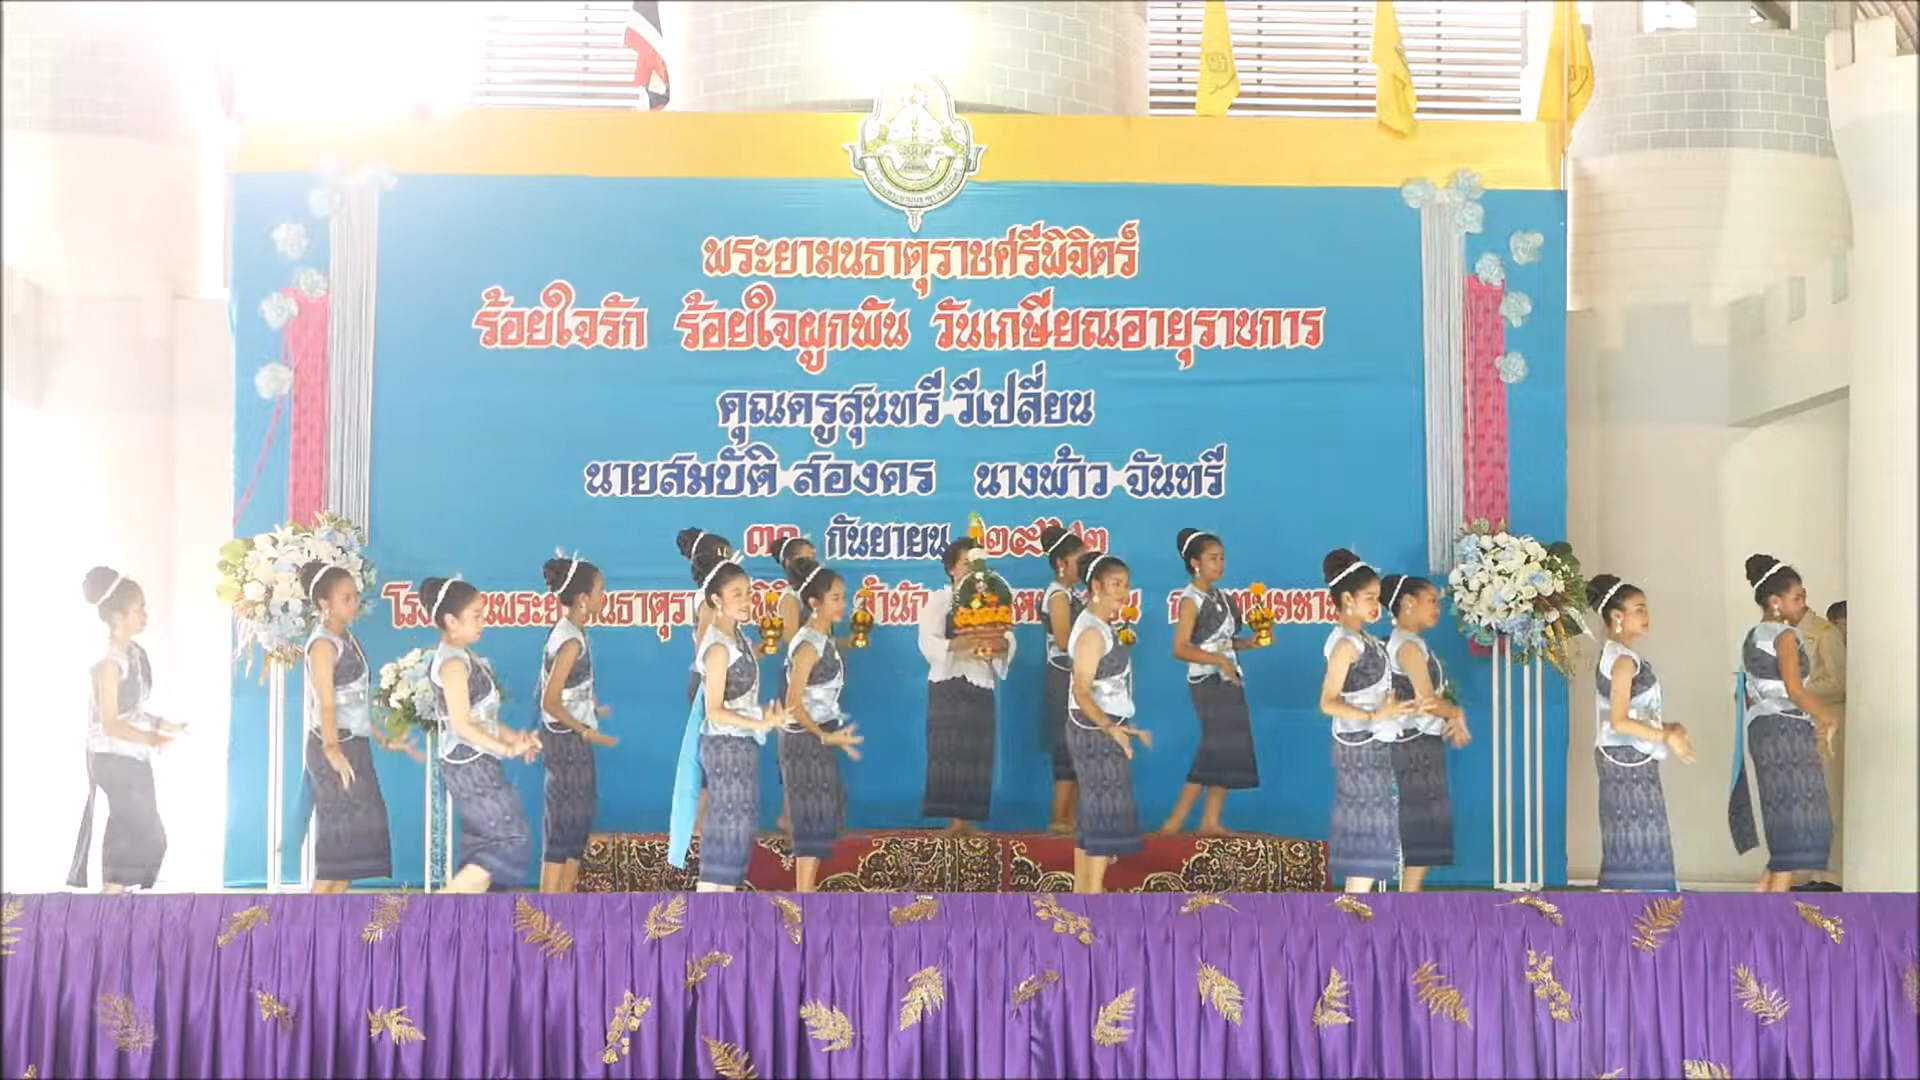 พระยามนธาตุราชศรีพิจิตร์
ร้อยใจรัก ร้อยใจผูกพัน วันเกษียณอายุราชการ
คุณครูสุนทรี วีเปลี่ยน
นายสมบัติ สองคร นางพ้าว จันทรี
กันยายน